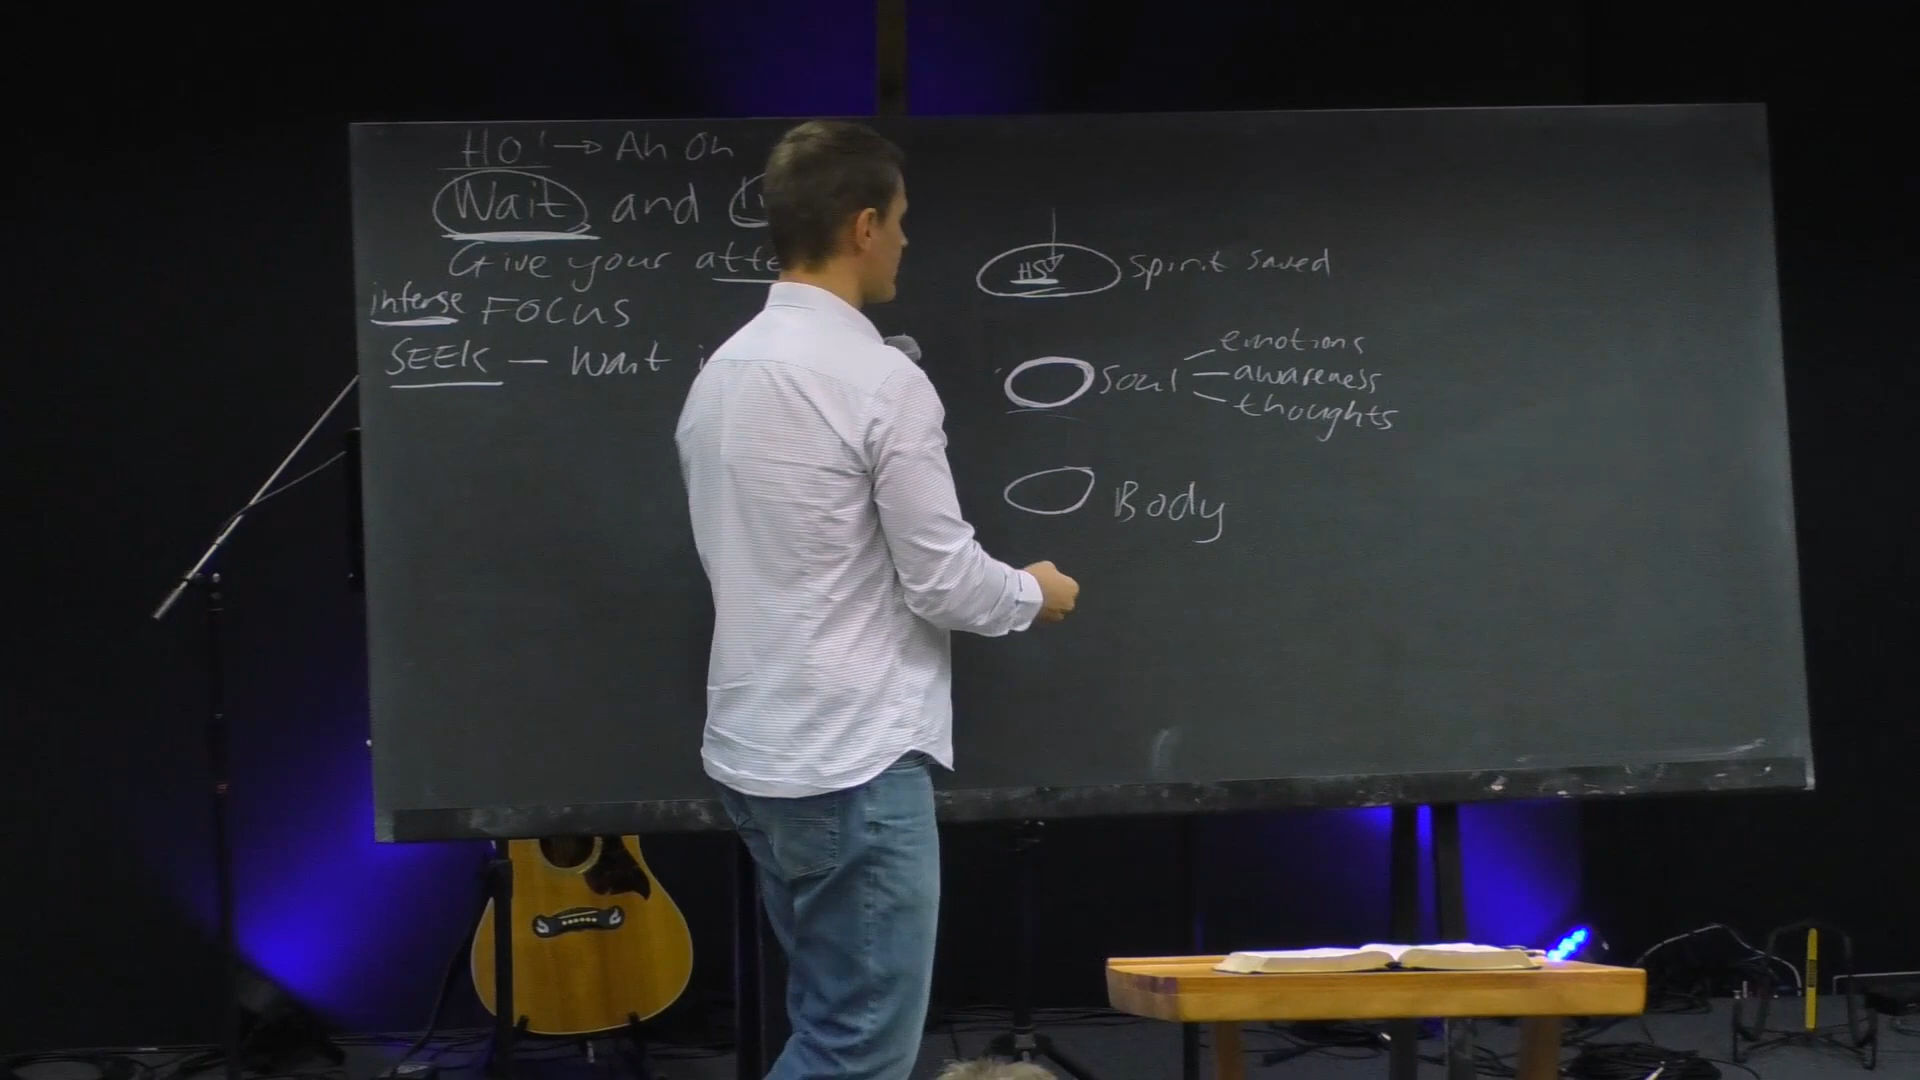 HO! → Ah Oh
Wait and
Give your atte
intense FOCUS
SEEK — Wait
HS Spirit saved
Soul
emotions
awareness
thoughts
Body